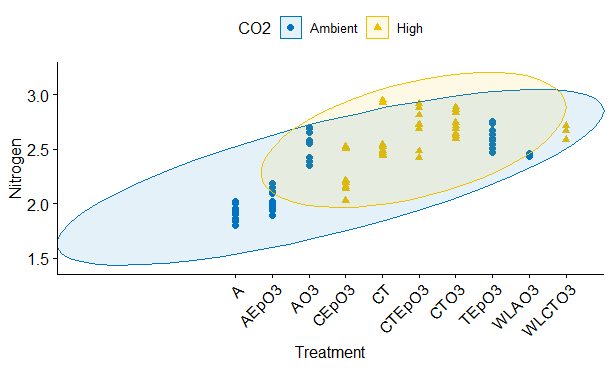 CO2 Ambient High
Nitrogen
3.0
2.5
2.0
1.5
A AEpO3 AO3 CEpO3 CT CTEpO3 CTO3 TEpO3 WLAO3 WLCTO3
Treatment